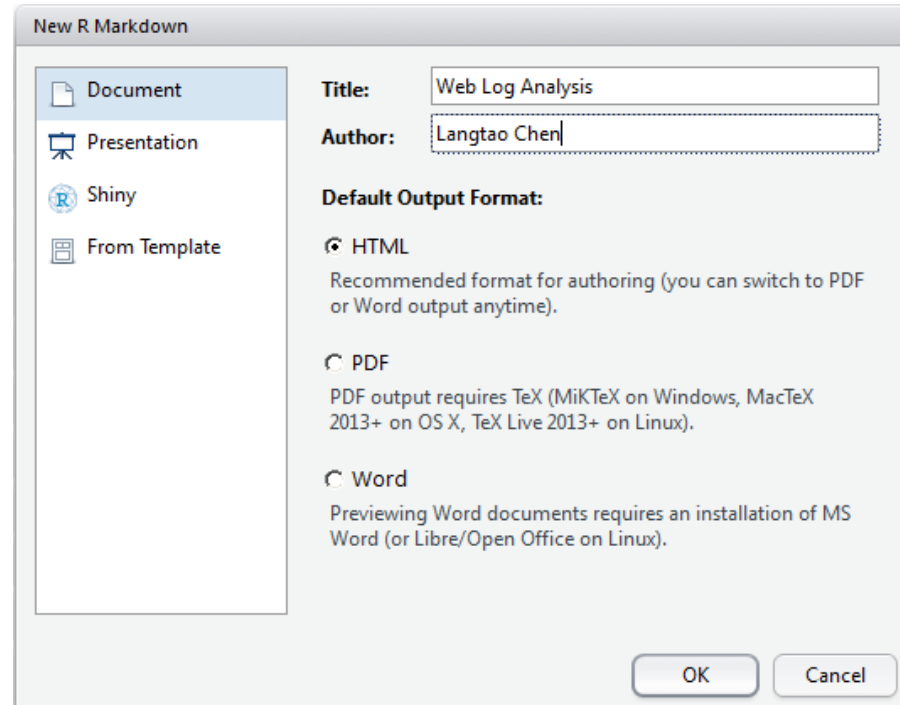 New R Markdown
Document
Presentation
Shiny
From Template
Title: Web Log Analysis
Author: Langtao Chen
Default Output Format:
HTML
Recommended format for authoring (you can switch to PDF
or Word output anytime).
PDF
PDF output requires TeX (MiKTeX on Windows, MacTeX
2013+ on OS X, TeX Live 2013+ on Linux).
Word
Previewing Word documents requires an installation of MS
Word (or Libre/Open Office on Linux).
OK Cancel